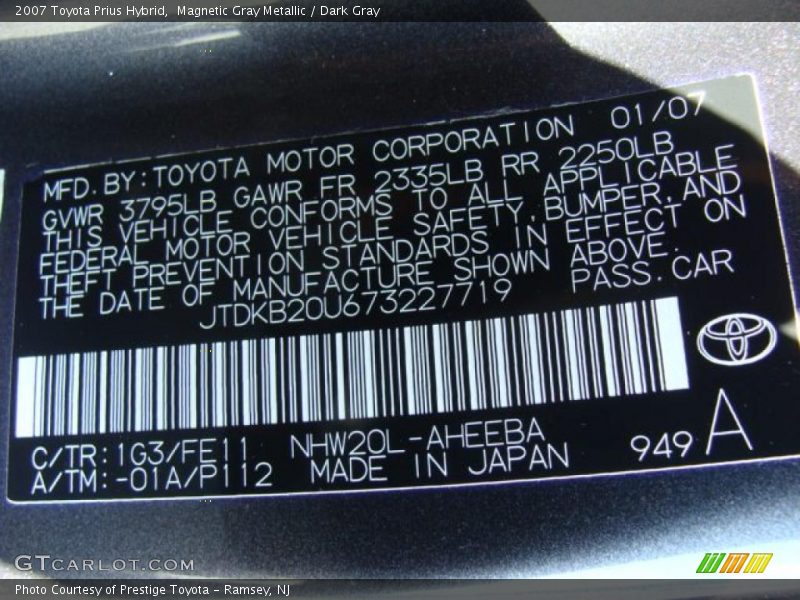 2007 Toyota Prius Hybrid, Magnetic Gray Metallic / Dark Gray
MFD. BY: TOYOTA MOTOR CORPORATION 01/07
GVWR 3795LB GAWR FR 2335LB RR 2250LB
THIS VEHICLE CONFORMS TO ALL APPLICABLE
FEDERAL MOTOR VEHICLE SAFETY, BUMPER, AND
THEFT PREVENTION STANDARDS IN EFFECT ON
THE DATE OF MANUFACTURE SHOWN ABOVE.
JTDKB20U673227719 PASS. CAR
C/TR: 1G3/FE11 NHW20L-AHEEBA
A/TM: -01A/P112 MADE IN JAPAN 949 A
GTCARLOT.COM
Photo Courtesy of Prestige Toyota - Ramsey, NJ